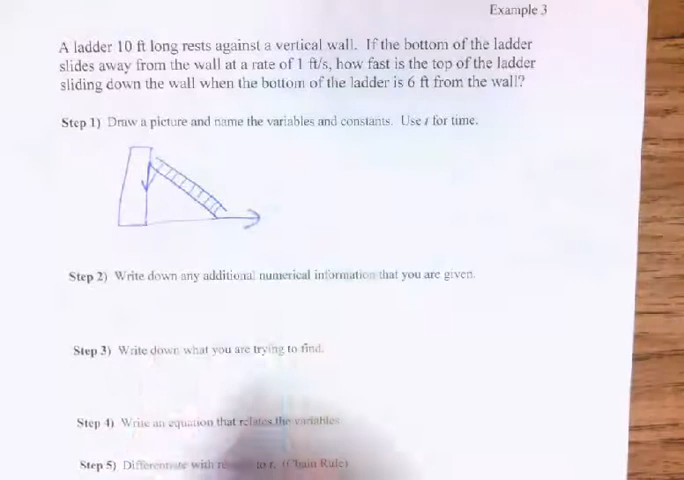 Example 3
A ladder 10 ft long rests against a vertical wall. If the bottom of the ladder
slides away from the wall at a rate of 1 ft/s, how fast is the top of the ladder
sliding down the wall when the bottom of the ladder is 6 ft from the wall?
Step 1) Draw a picture and name the variables and constants. Use t for time.
Step 2) Write down any additional numerical information that you are given.
Step 3) Write down what you are trying to find.
Step 4) Write an equation that relates the variables
Step 5) Differentiate with to t. (Chain Rule)